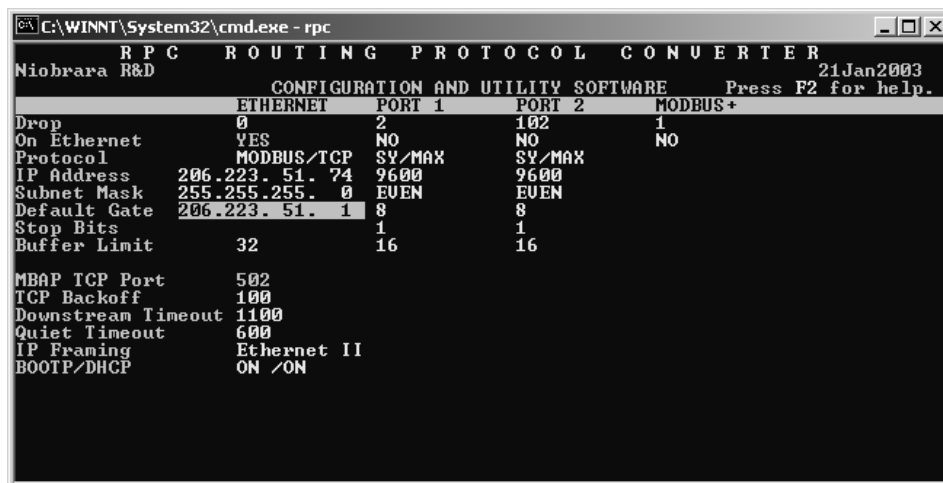 C:\WINNT\System32\cmd.exe - rpc
R P C   R O U T I N G   P R O T O C O L   C O N V E R T E R
Niobrara R&D   21Jan2003
CONFIGURATION AND UTILITY SOFTWARE   Press F2 for help.
ETHERNET   PORT 1   PORT 2   MODBUS+
Drop   0   2   102   1
On Ethernet   YES   NO   NO   NO
Protocol   MODBUS/TCP   SY/MAX   SY/MAX
IP Address   206.223. 51. 74   9600   9600
Subnet Mask   255.255.255.  0   EVEN   EVEN
Default Gate   206.223. 51.  1   8   8
Stop Bits   1   1
Buffer Limit   32   16   16
MBAP TCP Port   502
TCP Backoff   100
Downstream Timeout 1100
Quiet Timeout   600
IP Framing   Ethernet II
BOOTP/DHCP   ON /ON